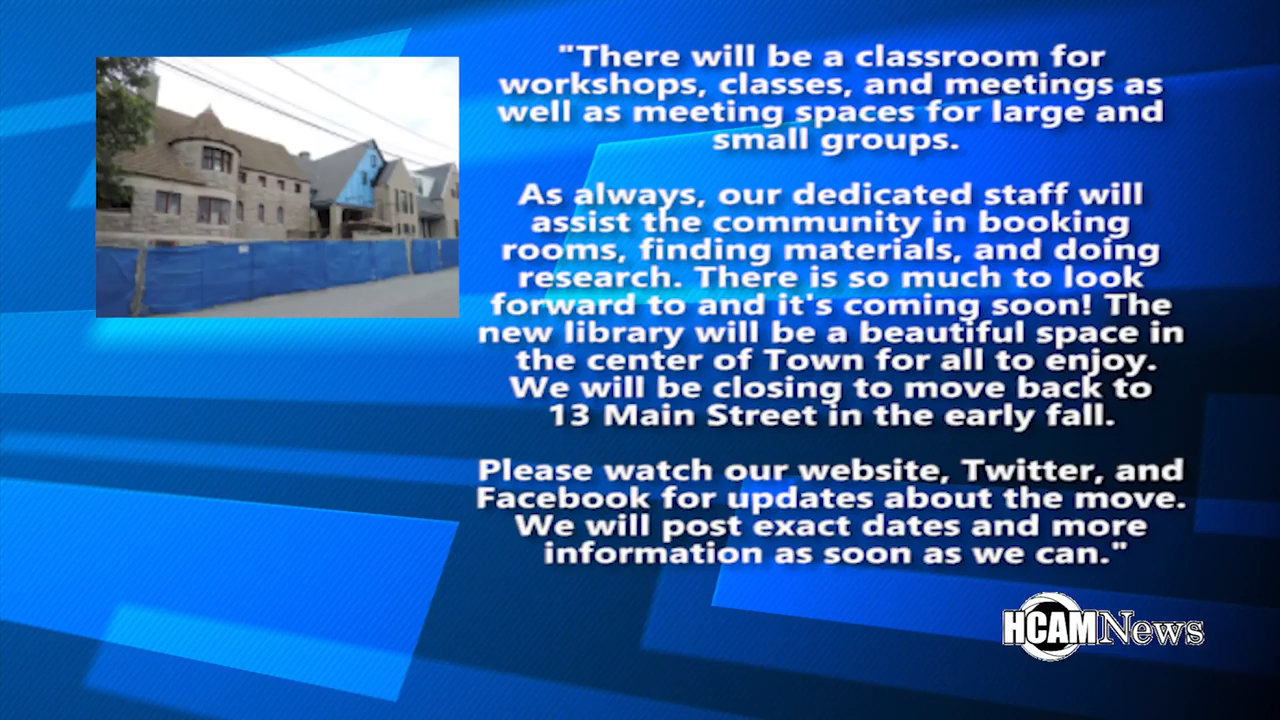 "There will be a classroom for
workshops, classes, and meetings as
well as meeting spaces for large and
small groups.
As always, our dedicated staff will
assist the community in booking
rooms, finding materials, and doing
research. There is so much to look
forward to and it's coming soon! The
new library will be a beautiful space in
the center of Town for all to enjoy.
We will be closing to move back to
13 Main Street in the early fall.
Please watch our website, Twitter, and
Facebook for updates about the move.
We will post exact dates and more
information as soon as we can."
HCAM News